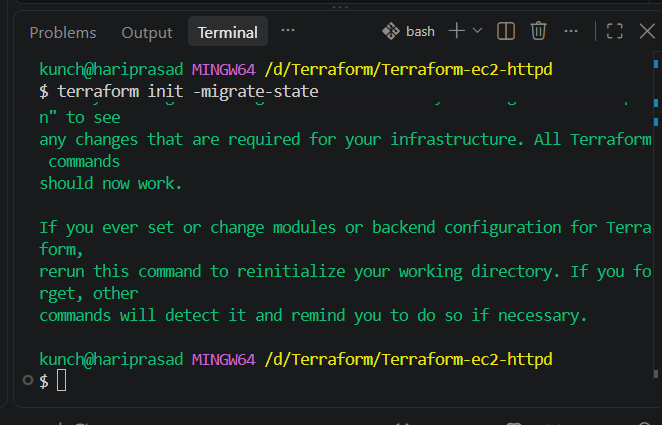 Problems Output Terminal ··· bash
kunch@hariprasad MINGW64 /d/Terraform/Terraform-ec2-httpd
$ terraform init -migrate-state
n" to see
any changes that are required for your infrastructure. All Terraform
commands
should now work.
If you ever set or change modules or backend configuration for Terra
form,
rerun this command to reinitialize your working directory. If you fo
rget, other
commands will detect it and remind you to do so if necessary.
kunch@hariprasad MINGW64 /d/Terraform/Terraform-ec2-httpd
$